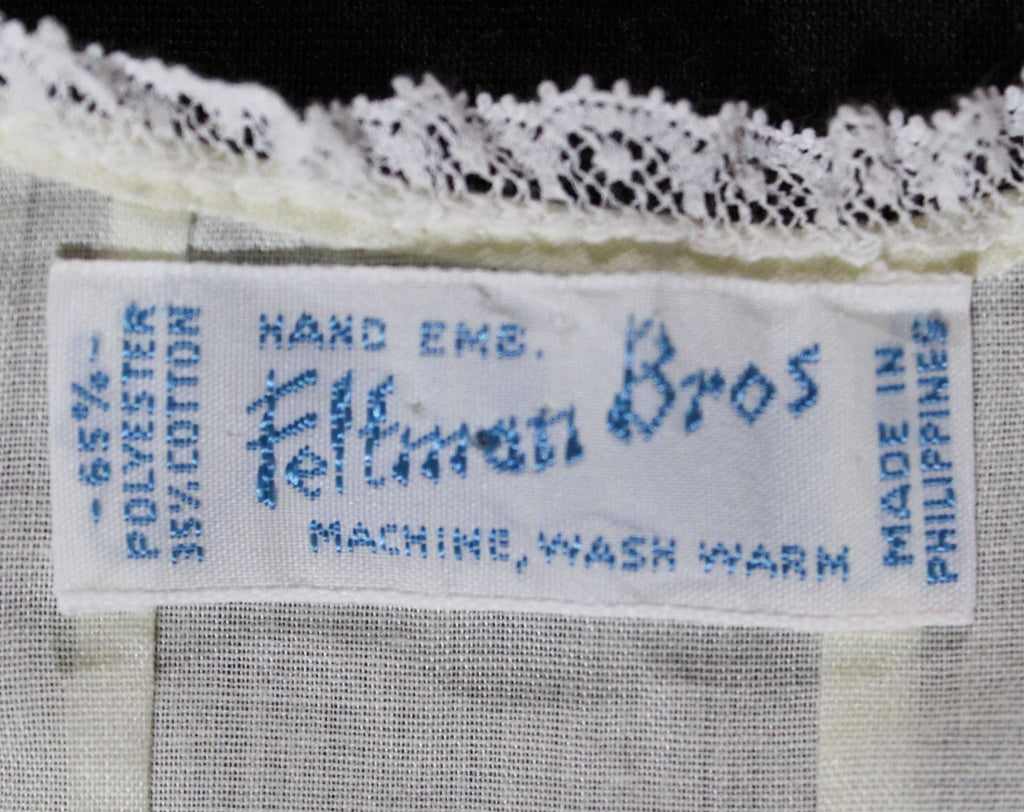 -65%-
POLYESTER
35% COTTON
HAND EMB.
Feltman Bros
MACHINE, WASH WARM
MADE IN
PHILIPPINES